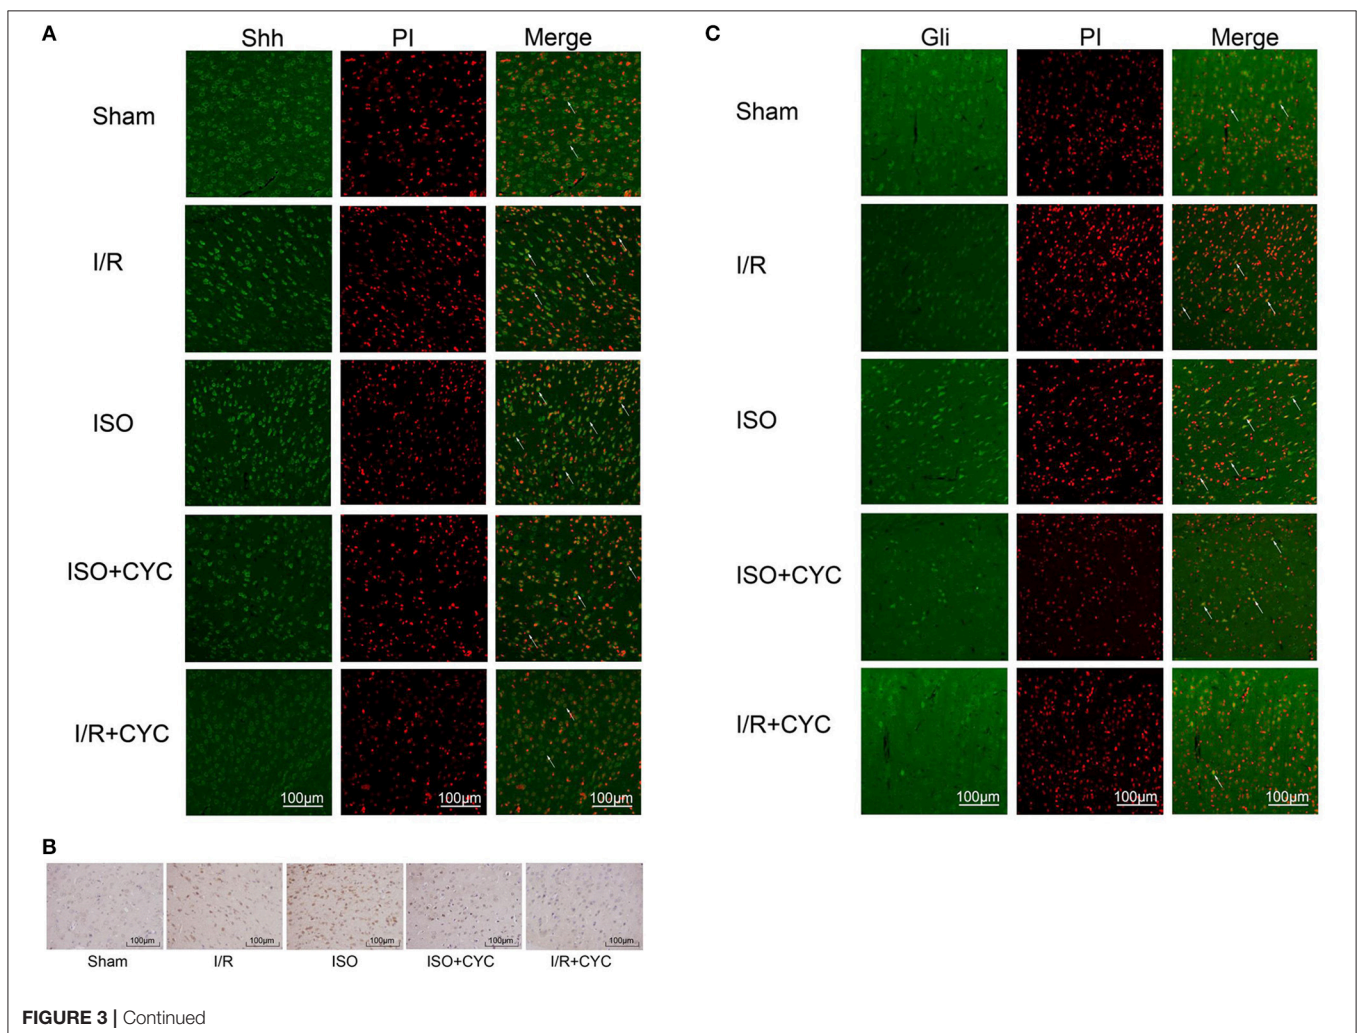 A
Shh PI Merge
Sham
I/R
ISO
ISO+CYC
I/R+CYC
100µm 100µm 100µm
B
100µm 100µm 100µm 100µm 100µm
Sham I/R ISO ISO+CYC I/R+CYC
C
Gli PI Merge
Sham
I/R
ISO
ISO+CYC
I/R+CYC
100µm 100µm 100µm
FIGURE 3 | Continued